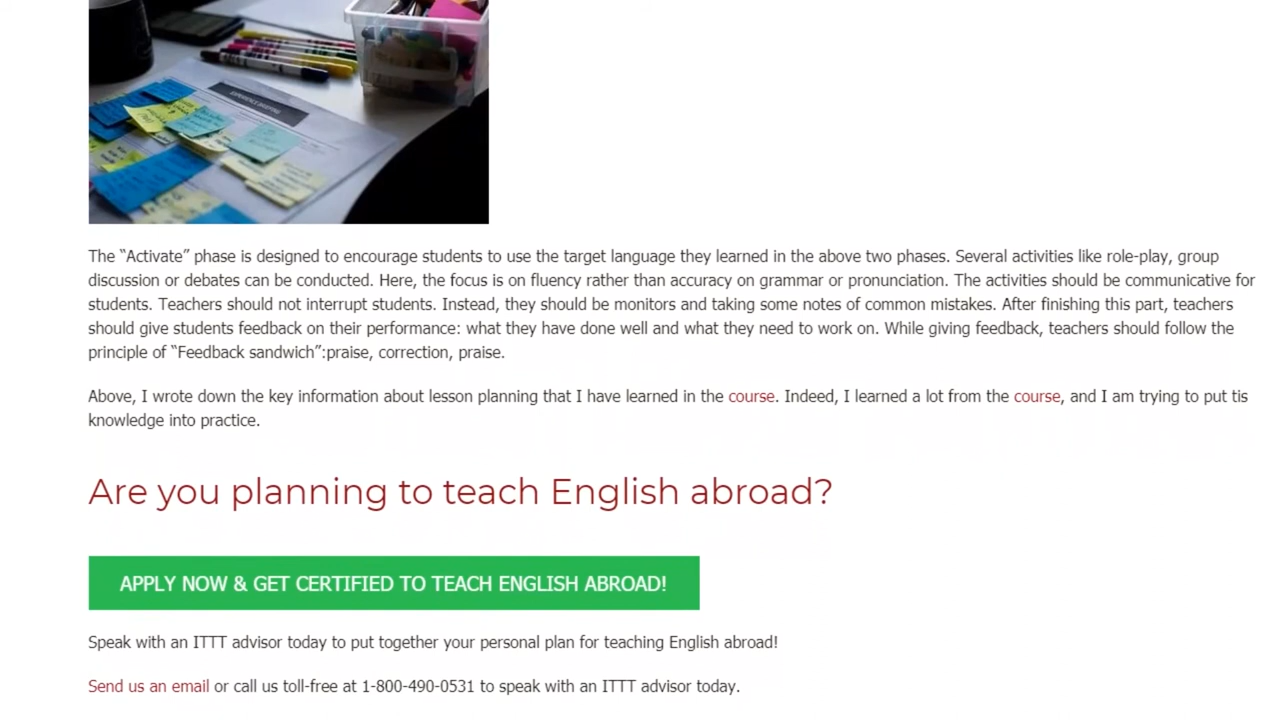 EXPERIENCE BRIEFING
The “Activate” phase is designed to encourage students to use the target language they learned in the above two phases. Several activities like role-play, group
discussion or debates can be conducted. Here, the focus is on fluency rather than accuracy on grammar or pronunciation. The activities should be communicative for
students. Teachers should not interrupt students. Instead, they should be monitors and taking some notes of common mistakes. After finishing this part, teachers
should give students feedback on their performance: what they have done well and what they need to work on. While giving feedback, teachers should follow the
principle of “Feedback sandwich”:praise, correction, praise.
Above, I wrote down the key information about lesson planning that I have learned in the course. Indeed, I learned a lot from the course, and I am trying to put tis
knowledge into practice.
Are you planning to teach English abroad?
APPLY NOW & GET CERTIFIED TO TEACH ENGLISH ABROAD!
Speak with an ITTT advisor today to put together your personal plan for teaching English abroad!
Send us an email or call us toll-free at 1-800-490-0531 to speak with an ITTT advisor today.